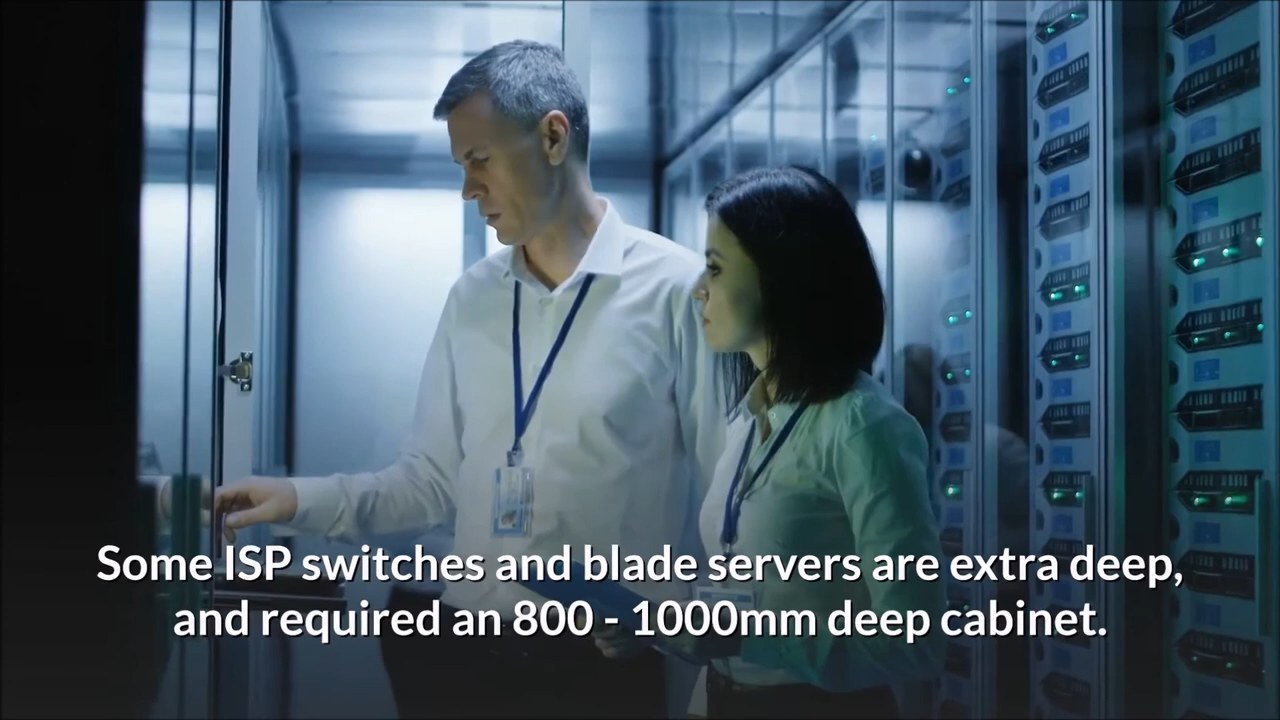 Some ISP switches and blade servers are extra deep,
and required an 800 - 1000mm deep cabinet.